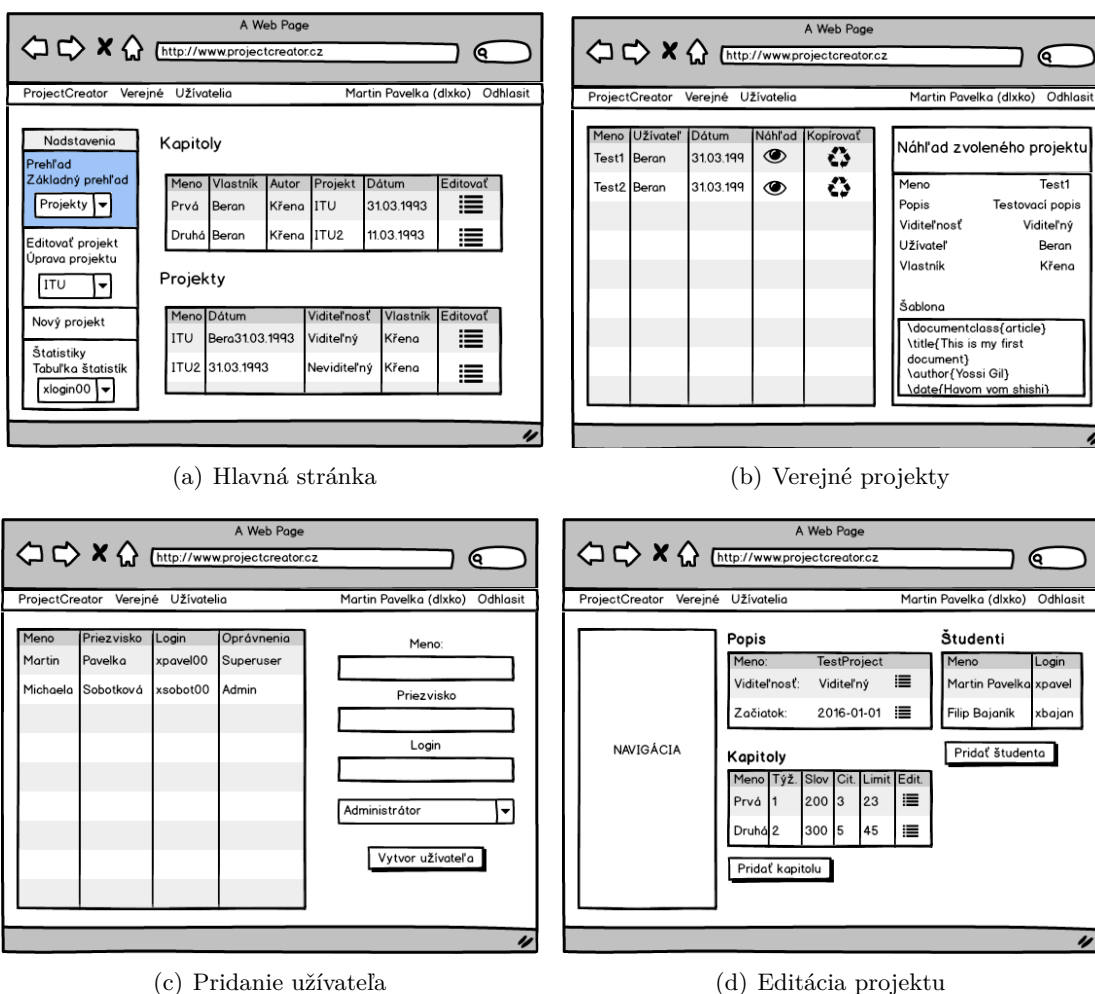 A Web Page
http://www.projectcreator.cz
ProjectCreator Verejné Užívatelia Martin Pavelka (dlxko) Odhlasit
Nadstavenia
Prehľad
Základný prehľad
Projekty
Editovať projekt
Úprava projektu
ITU
Nový projekt
Štatistiky
Tabuľka štatistík
xlogin00
Kapitoly
Meno Vlastník Autor Projekt Dátum Editovať
Prvá Beran Křena ITU 31.03.1993
Druhá Beran Křena ITU2 11.03.1993
Projekty
Meno Dátum Viditeľnosť Vlastník Editovať
ITU Bera31.03.1993 Viditeľný Křena
ITU2 31.03.1993 Neviditeľný Křena
(a) Hlavná stránka
A Web Page
http://www.projectcreator.cz
ProjectCreator Verejné Užívatelia Martin Pavelka (dlxko) Odhlasit
Meno Užívateľ Dátum Náhľad Kopírovať
Test1 Beran 31.03.199
Test2 Beran 31.03.199
Náhľad zvoleného projektu
Meno Test1
Popis Testovací popis
Viditeľnosť Viditeľný
Užívateľ Beran
Vlastník Křena
Šablona
\documentclass{article}
\title{This is my first
document}
\author{Yossi Gil}
\date{Havom vom shishi}
(b) Verejné projekty
A Web Page
http://www.projectcreator.cz
ProjectCreator Verejné Užívatelia Martin Pavelka (dlxko) Odhlasit
Meno Priezvisko Login Oprávnenia
Martin Pavelka xpavel00 Superuser
Michaela Sobotková xsobot00 Admin
Meno:
Priezvisko
Login
Administrátor
Vytvor užívateľa
(c) Pridanie užívateľa
A Web Page
http://www.projectcreator.cz
ProjectCreator Verejné Užívatelia Martin Pavelka (dlxko) Odhlasit
NAVIGÁCIA
Popis
Meno: TestProject
Viditeľnosť: Viditeľný
Začiatok: 2016-01-01
Kapitoly
Meno Týž. Slov Cit. Limit Edit.
Prvá 1 200 3 23
Druhá 2 300 5 45
Pridať kapitolu
Študenti
Meno Login
Martin Pavelka xpavel
Filip Bajaník xbajan
Pridať študenta
(d) Editácia projektu